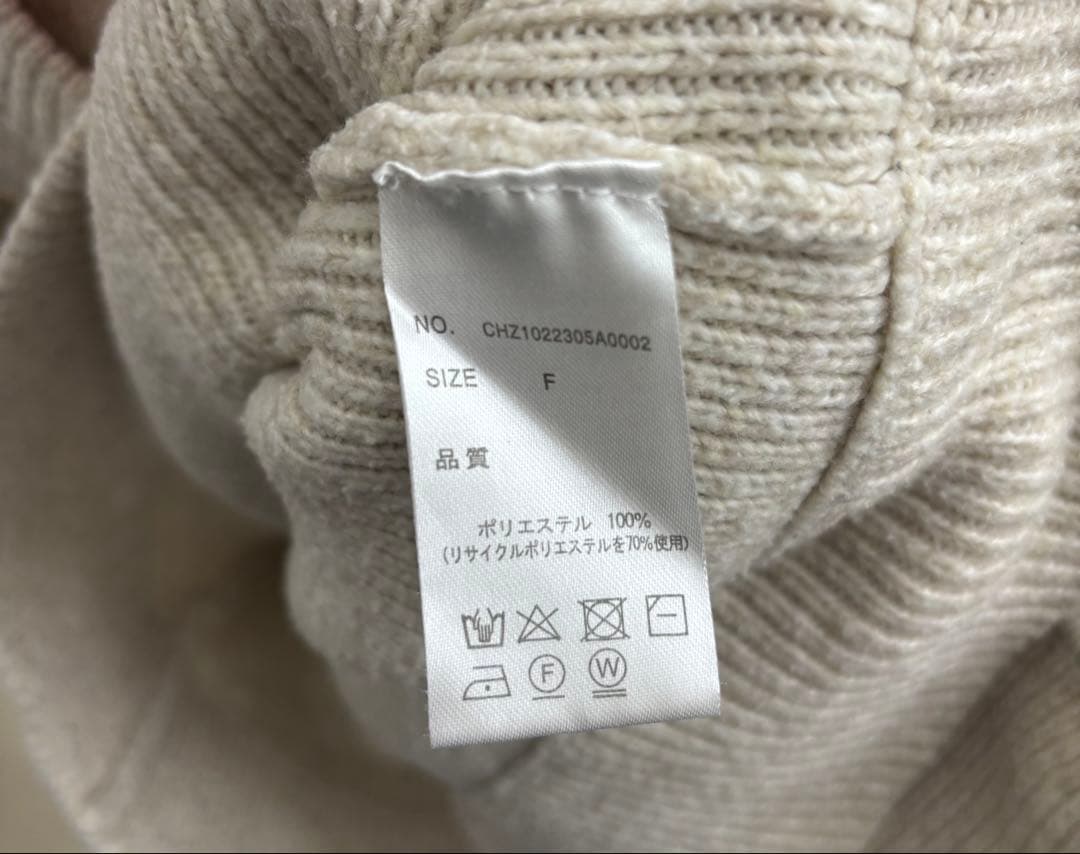 NO. CHZ1022305A0002
SIZE F
品質
ポリエステル 100%
(リサイクルポリエステルを70%使用)
F W